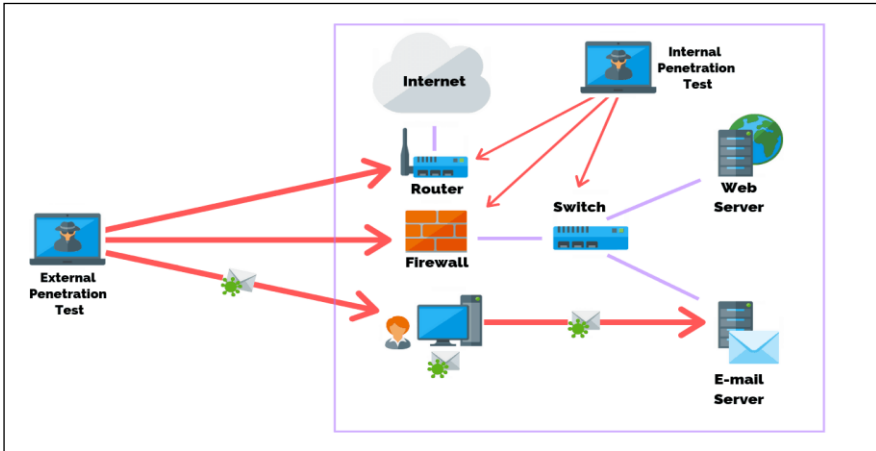 Internet
Internal
Penetration
Test
Router
Web
Server
Switch
Firewall
External
Penetration
Test
E-mail
Server